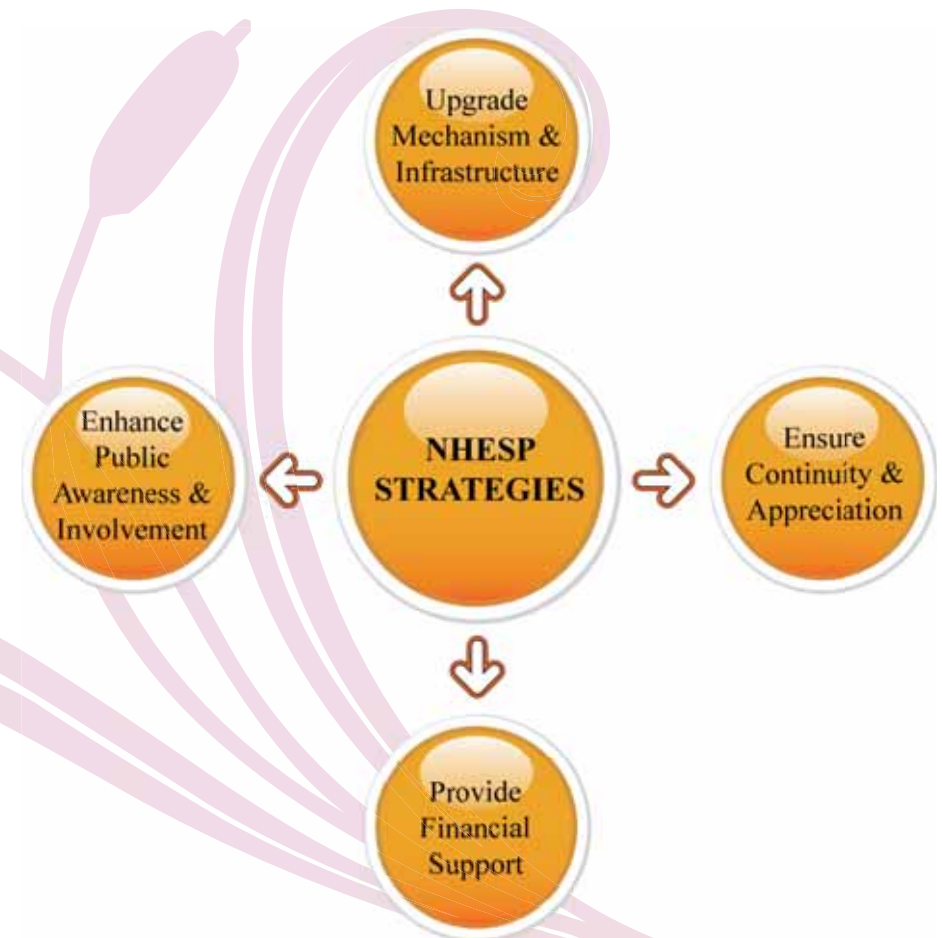 Upgrade
Mechanism &
Infrastructure
Enhance
Public
Awareness &
Involvement
NHESP
STRATEGIES
Ensure
Continuity &
Appreciation
Provide
Financial
Support